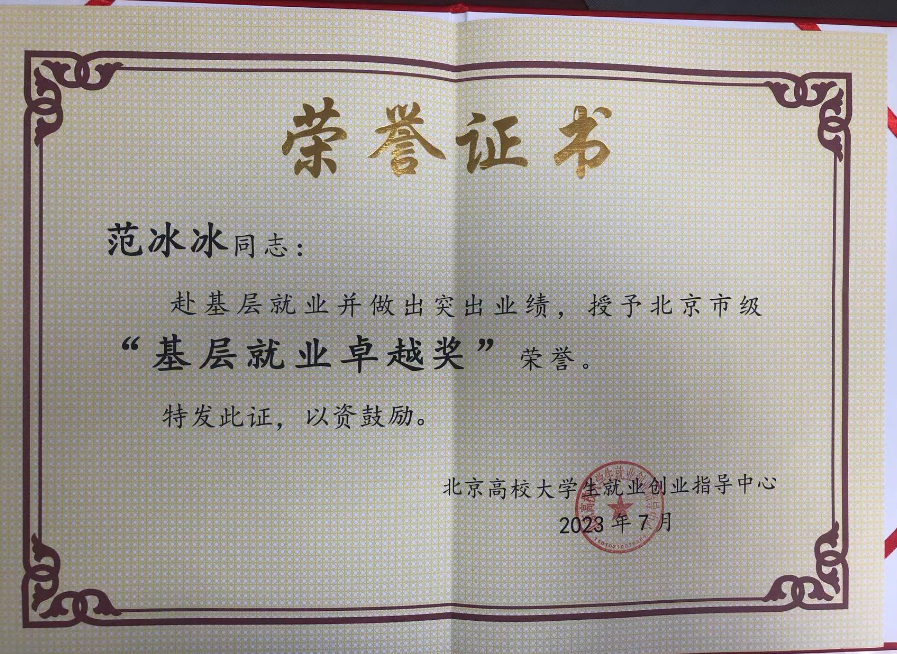 荣誉证书
范冰冰同志:
赴基层就业并做出突出业绩，授予北京市级
“基层就业卓越奖”荣誉。
特发此证，以资鼓励。
北京高校大学生就业创业指导中心
2023年7月